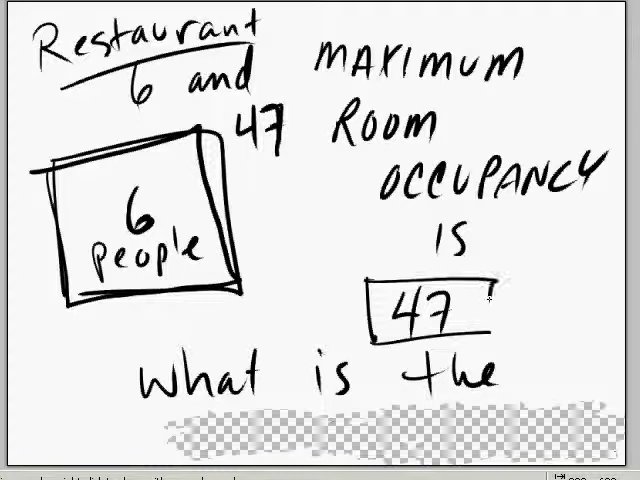 Restaurant
6 and
47
6
people
MAXIMUM
ROOM
OCCUPANCY
IS
47
what is the